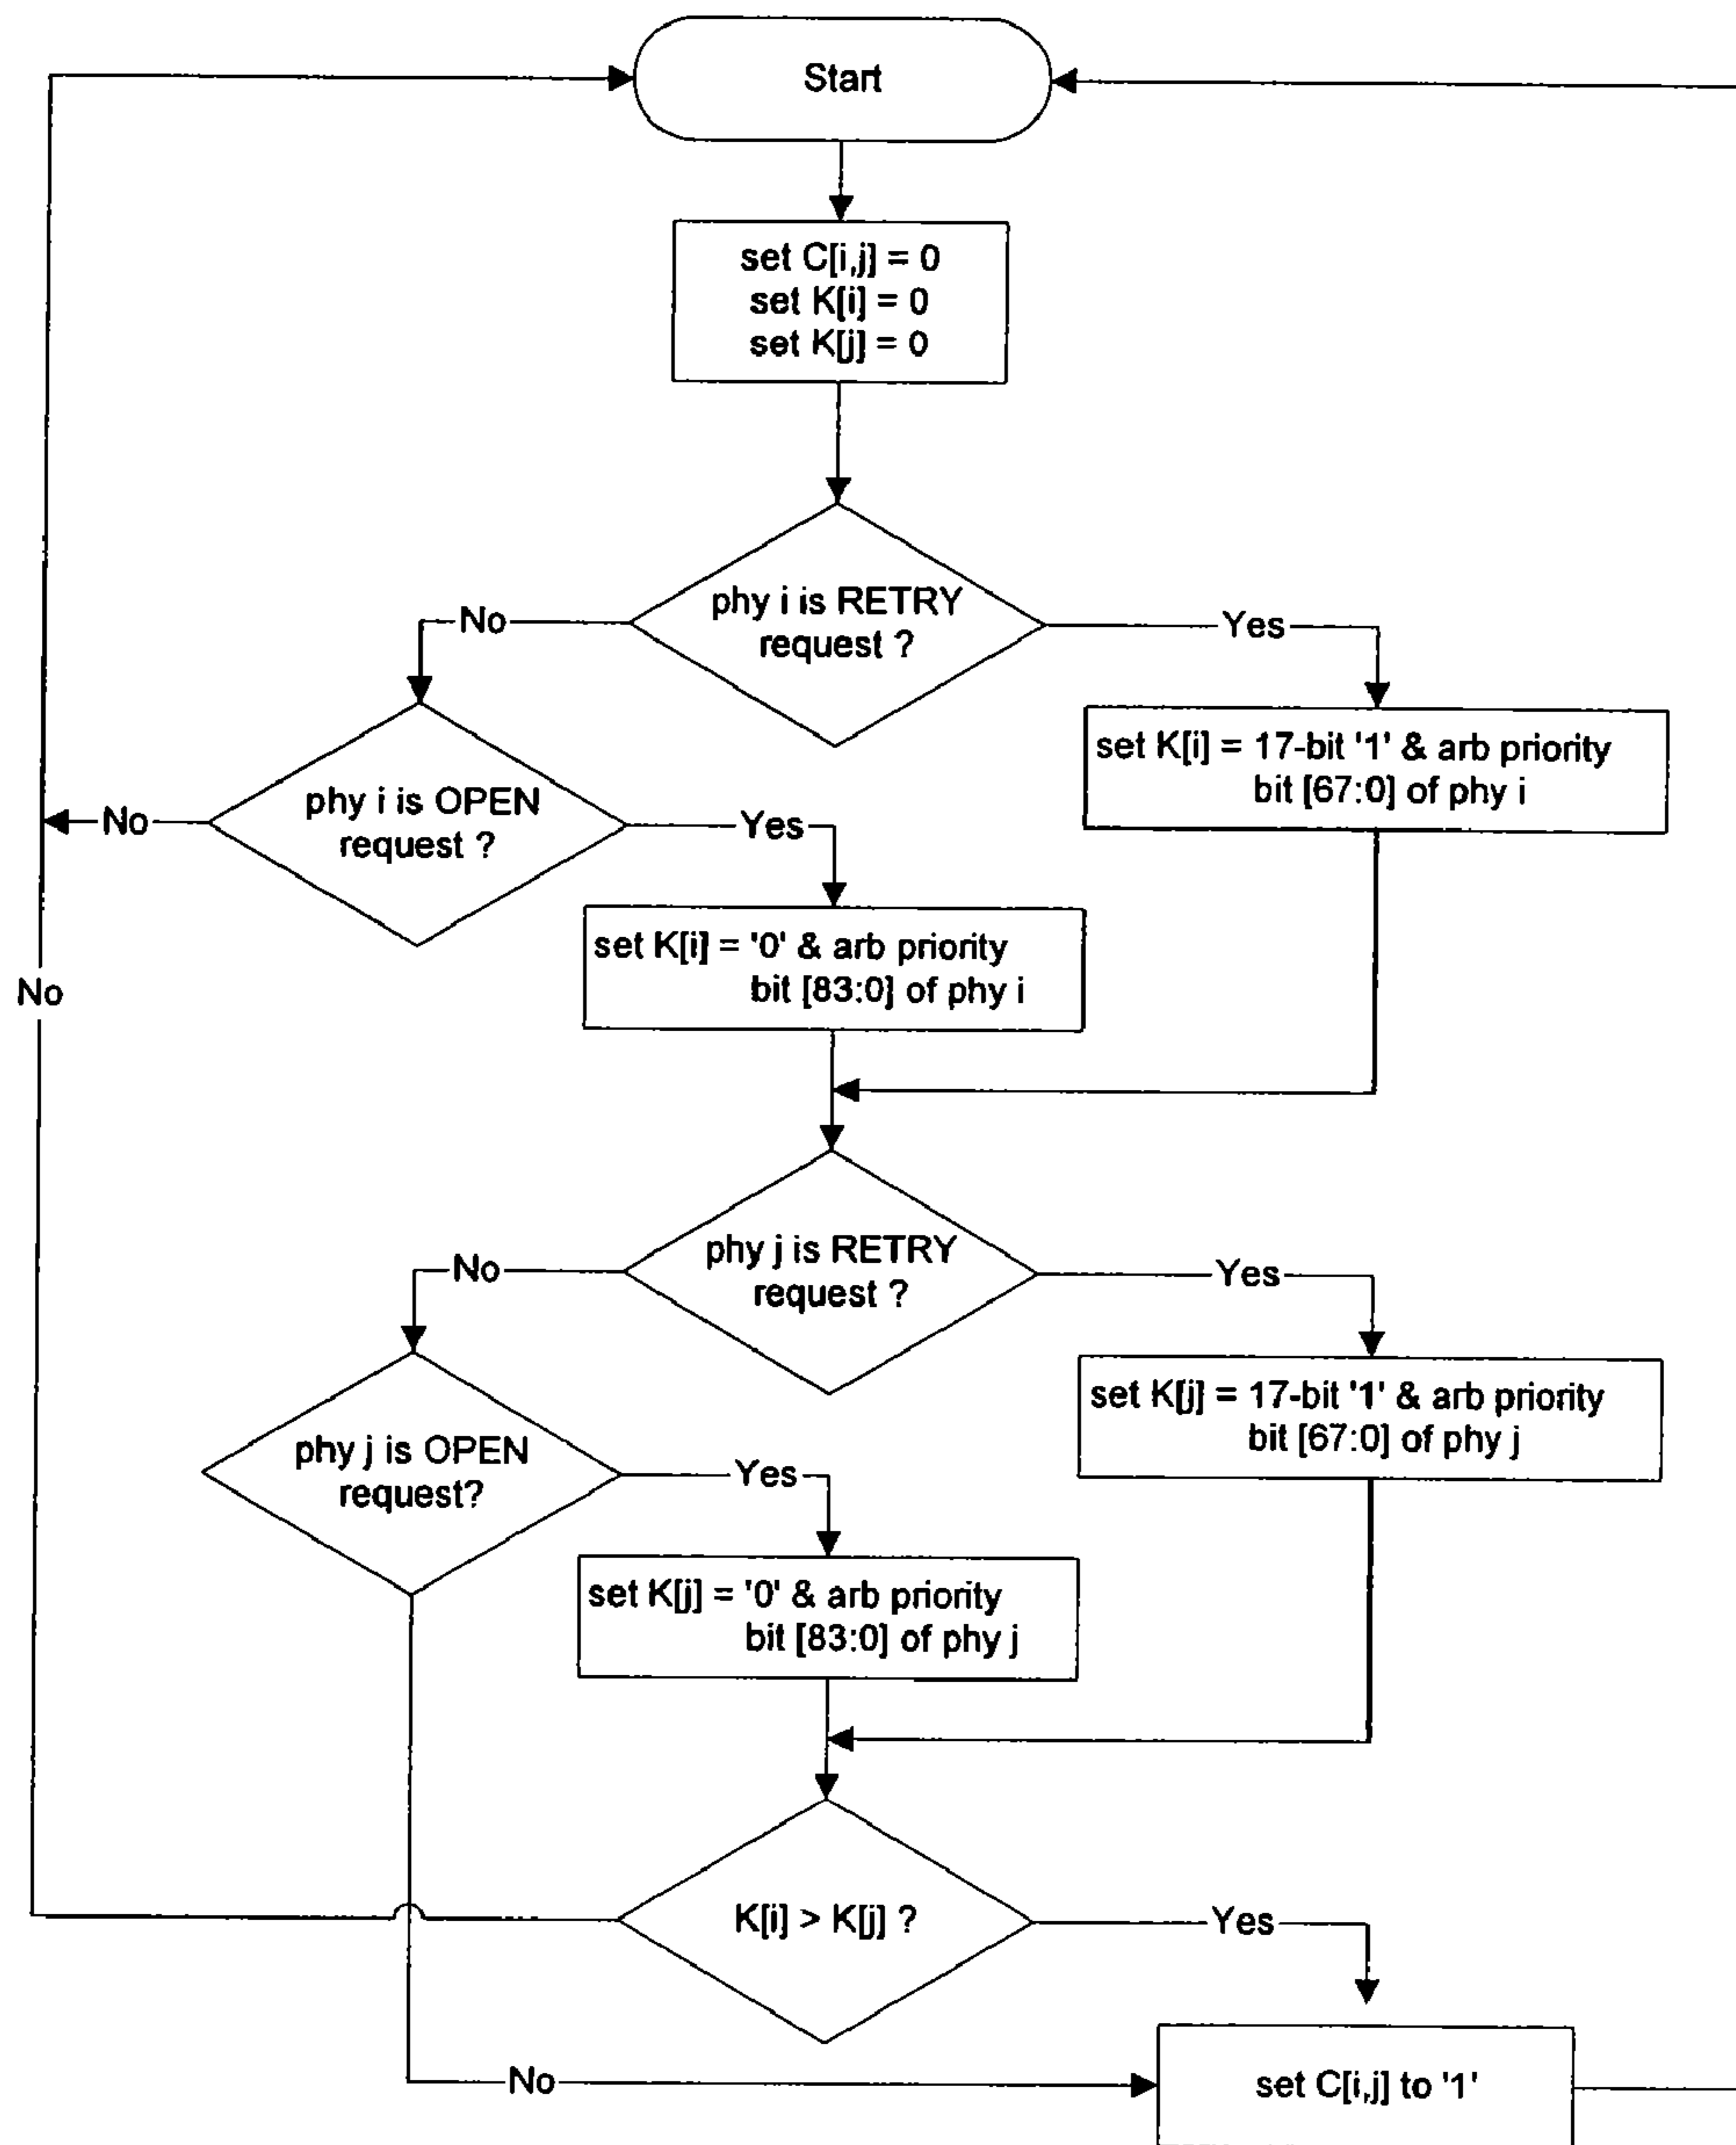 Start
set C[i,j] = 0
set K[i] = 0
set K[j] = 0
phy i is RETRY
request ?
No
Yes
set K[i] = 17-bit '1' & arb priority
bit [67:0] of phy i
phy i is OPEN
request ?
No
Yes
set K[i] = '0' & arb priority
bit [83:0] of phy i
No
phy j is RETRY
request ?
No
Yes
set K[j] = 17-bit '1' & arb priority
bit [67:0] of phy j
phy j is OPEN
request?
Yes
set K[j] = '0' & arb priority
bit [83:0] of phy j
K[i] > K[j] ?
Yes
No
set C[i,j] to '1'